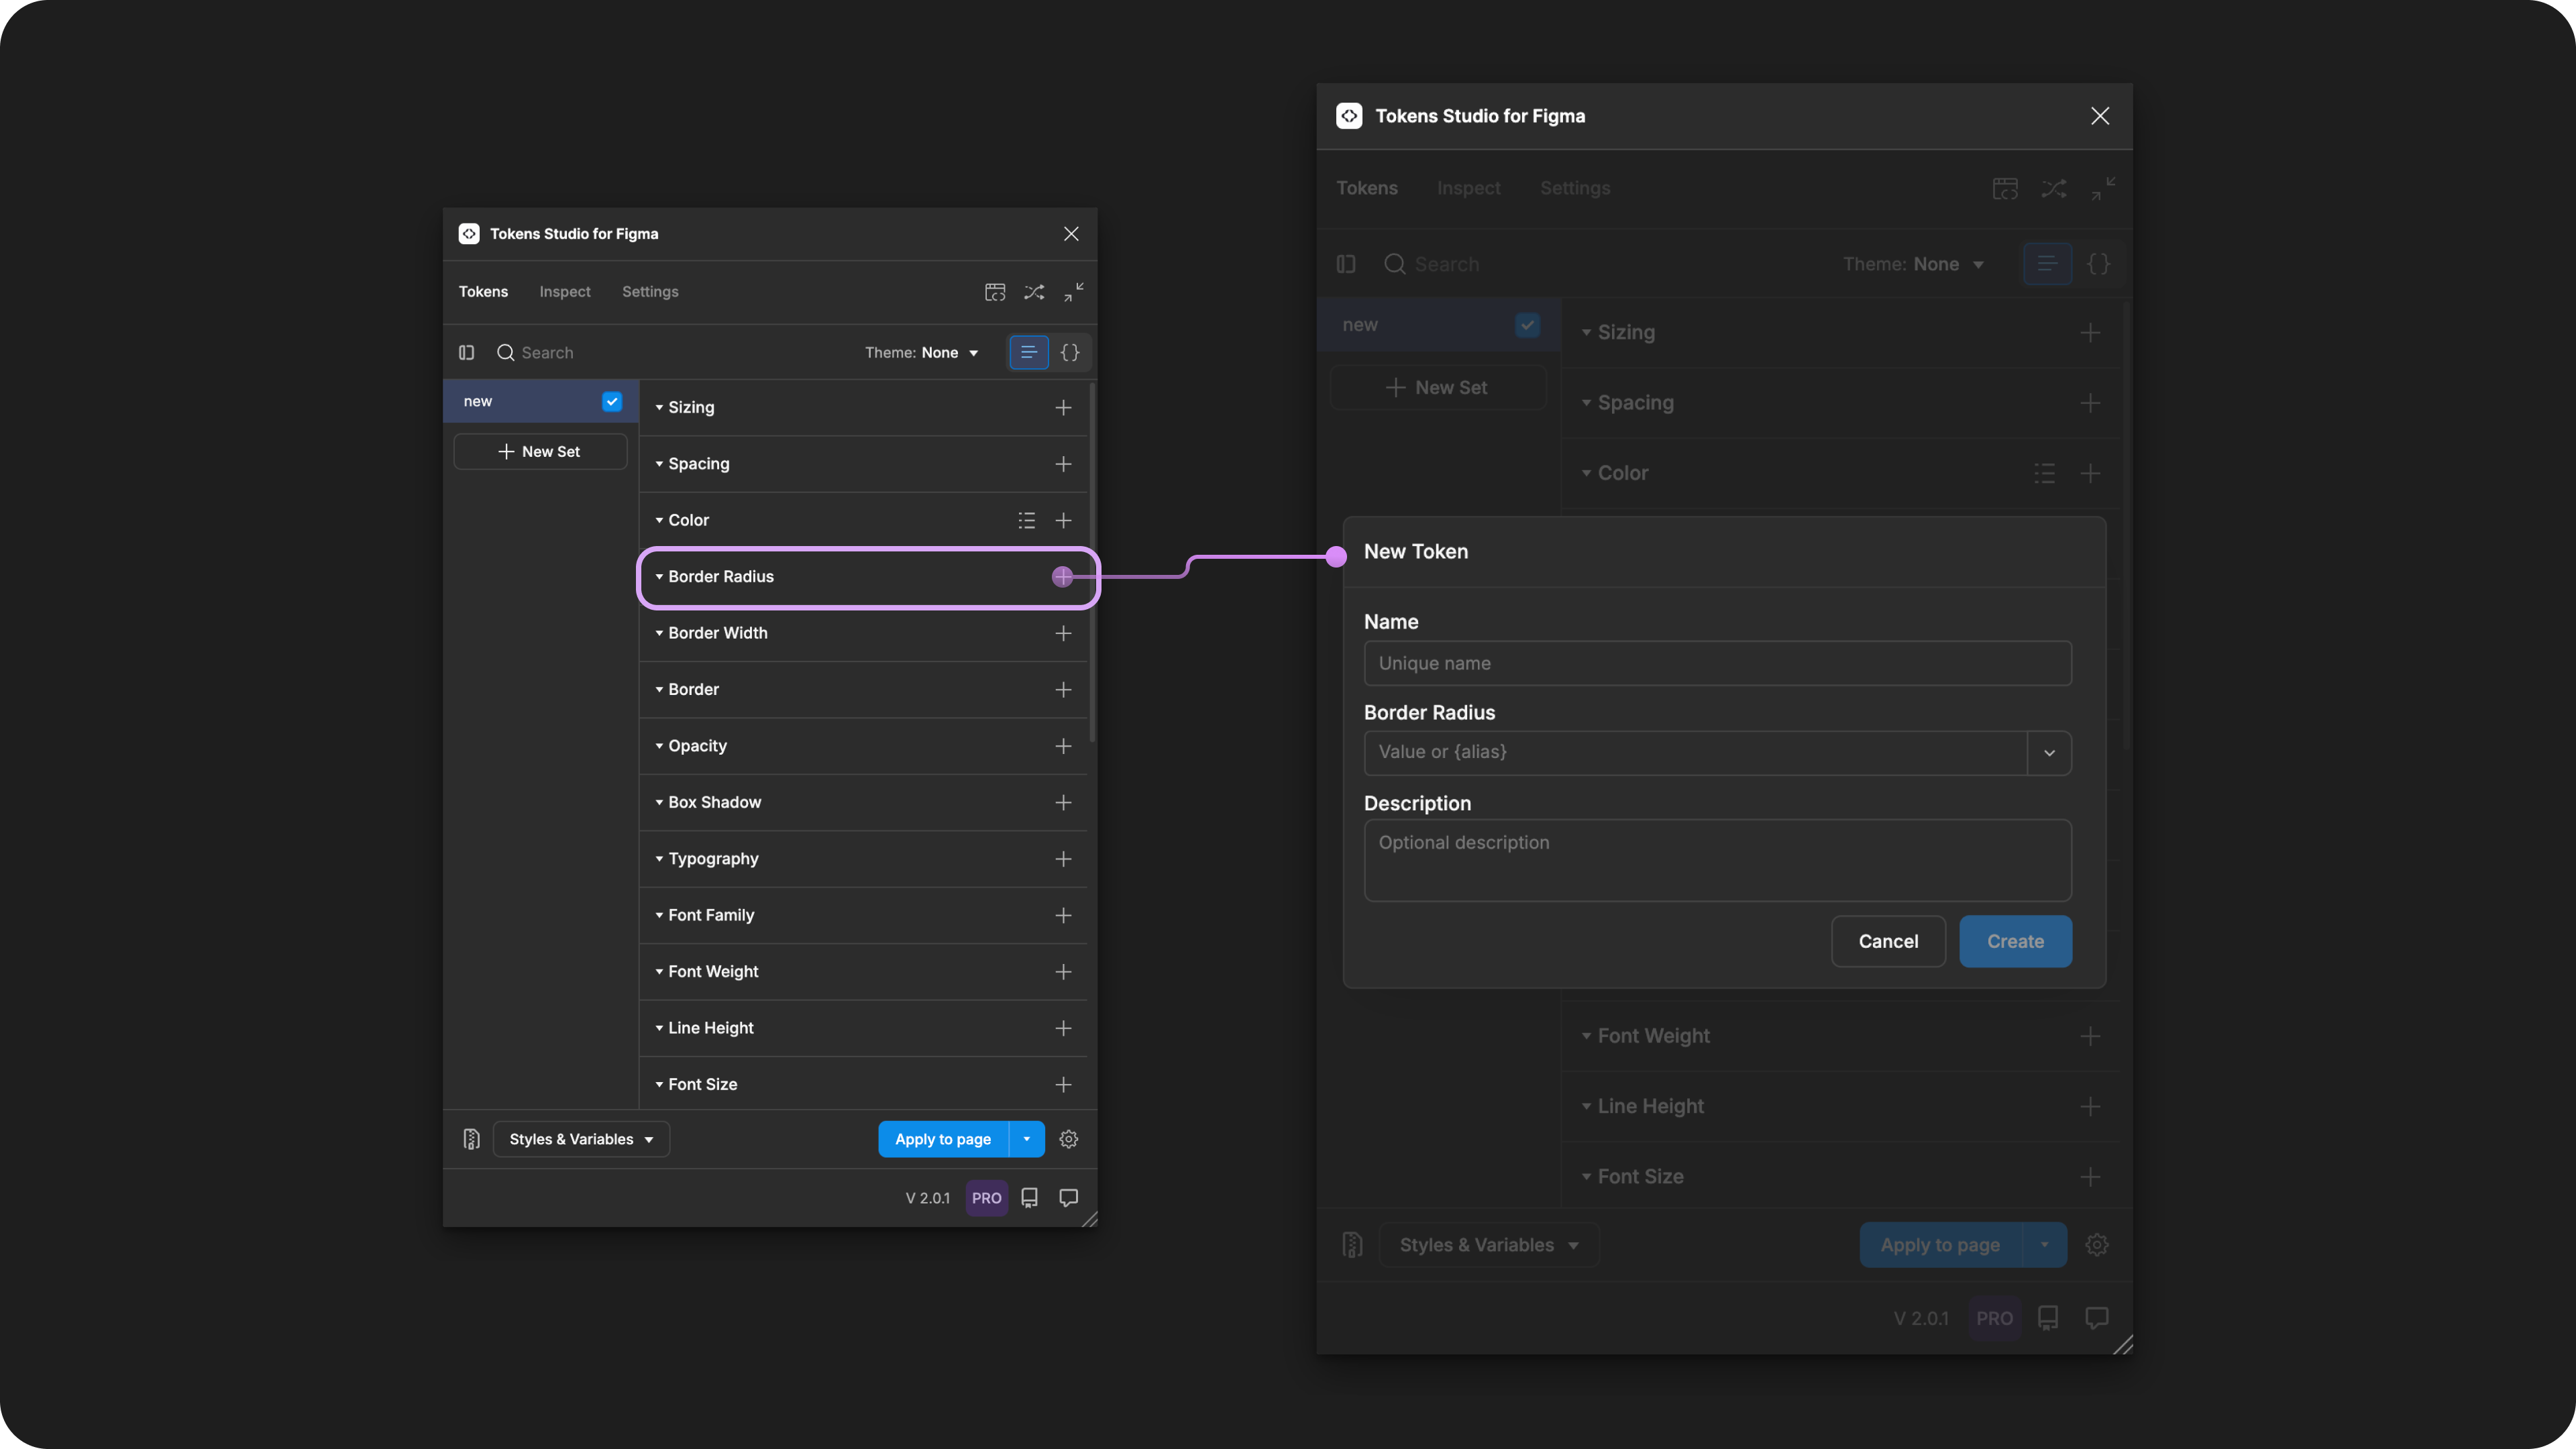 Tokens Studio for Figma
Tokens Inspect Settings
Search Theme: None
new
New Set
Sizing
Spacing
Color
Border Radius
Border Width
Border
Opacity
Box Shadow
Typography
Font Family
Font Weight
Line Height
Font Size
Styles & Variables Apply to page
V 2.0.1 PRO
Tokens Studio for Figma
Tokens Inspect Settings
Search Theme: None
new
New Set
Sizing
Spacing
Color
New Token
Name
Unique name
Border Radius
Value or {alias}
Description
Optional description
Cancel Create
Font Weight
Line Height
Font Size
Styles & Variables Apply to page
V 2.0.1 PRO